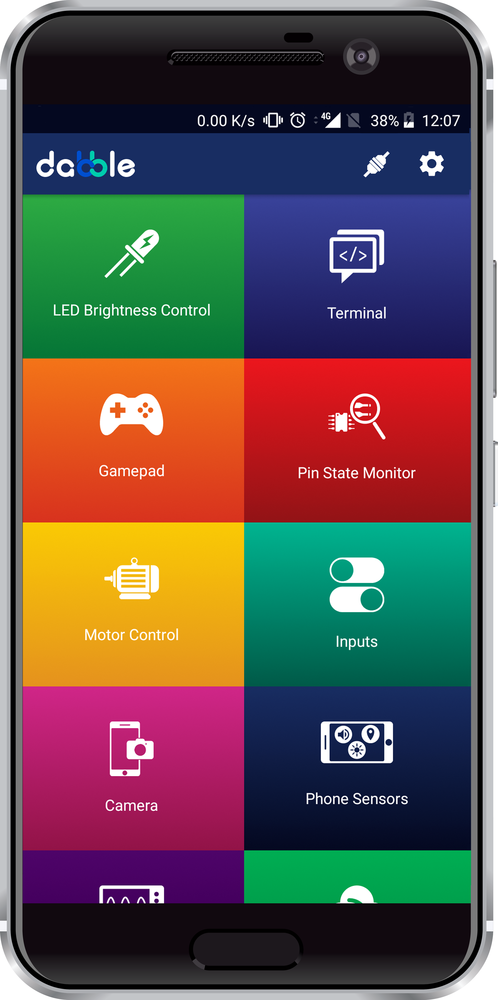 0.00 K/s 4G 38% 12:07
dabble
LED Brightness Control
Terminal
</>
Gamepad
Pin State Monitor
Motor Control
Inputs
Camera
Phone Sensors